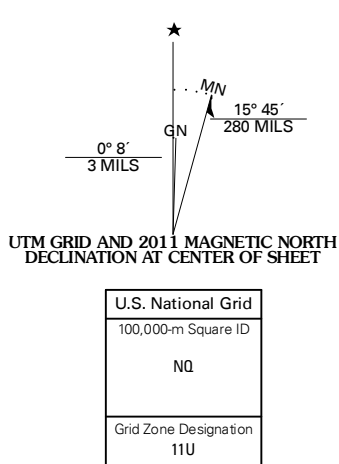 MN
GN
15° 45´
280 MILS
0° 8´
3 MILS
UTM GRID AND 2011 MAGNETIC NORTH
DECLINATION AT CENTER OF SHEET
U.S. National Grid
100,000-m Square ID
NQ
Grid Zone Designation
11U